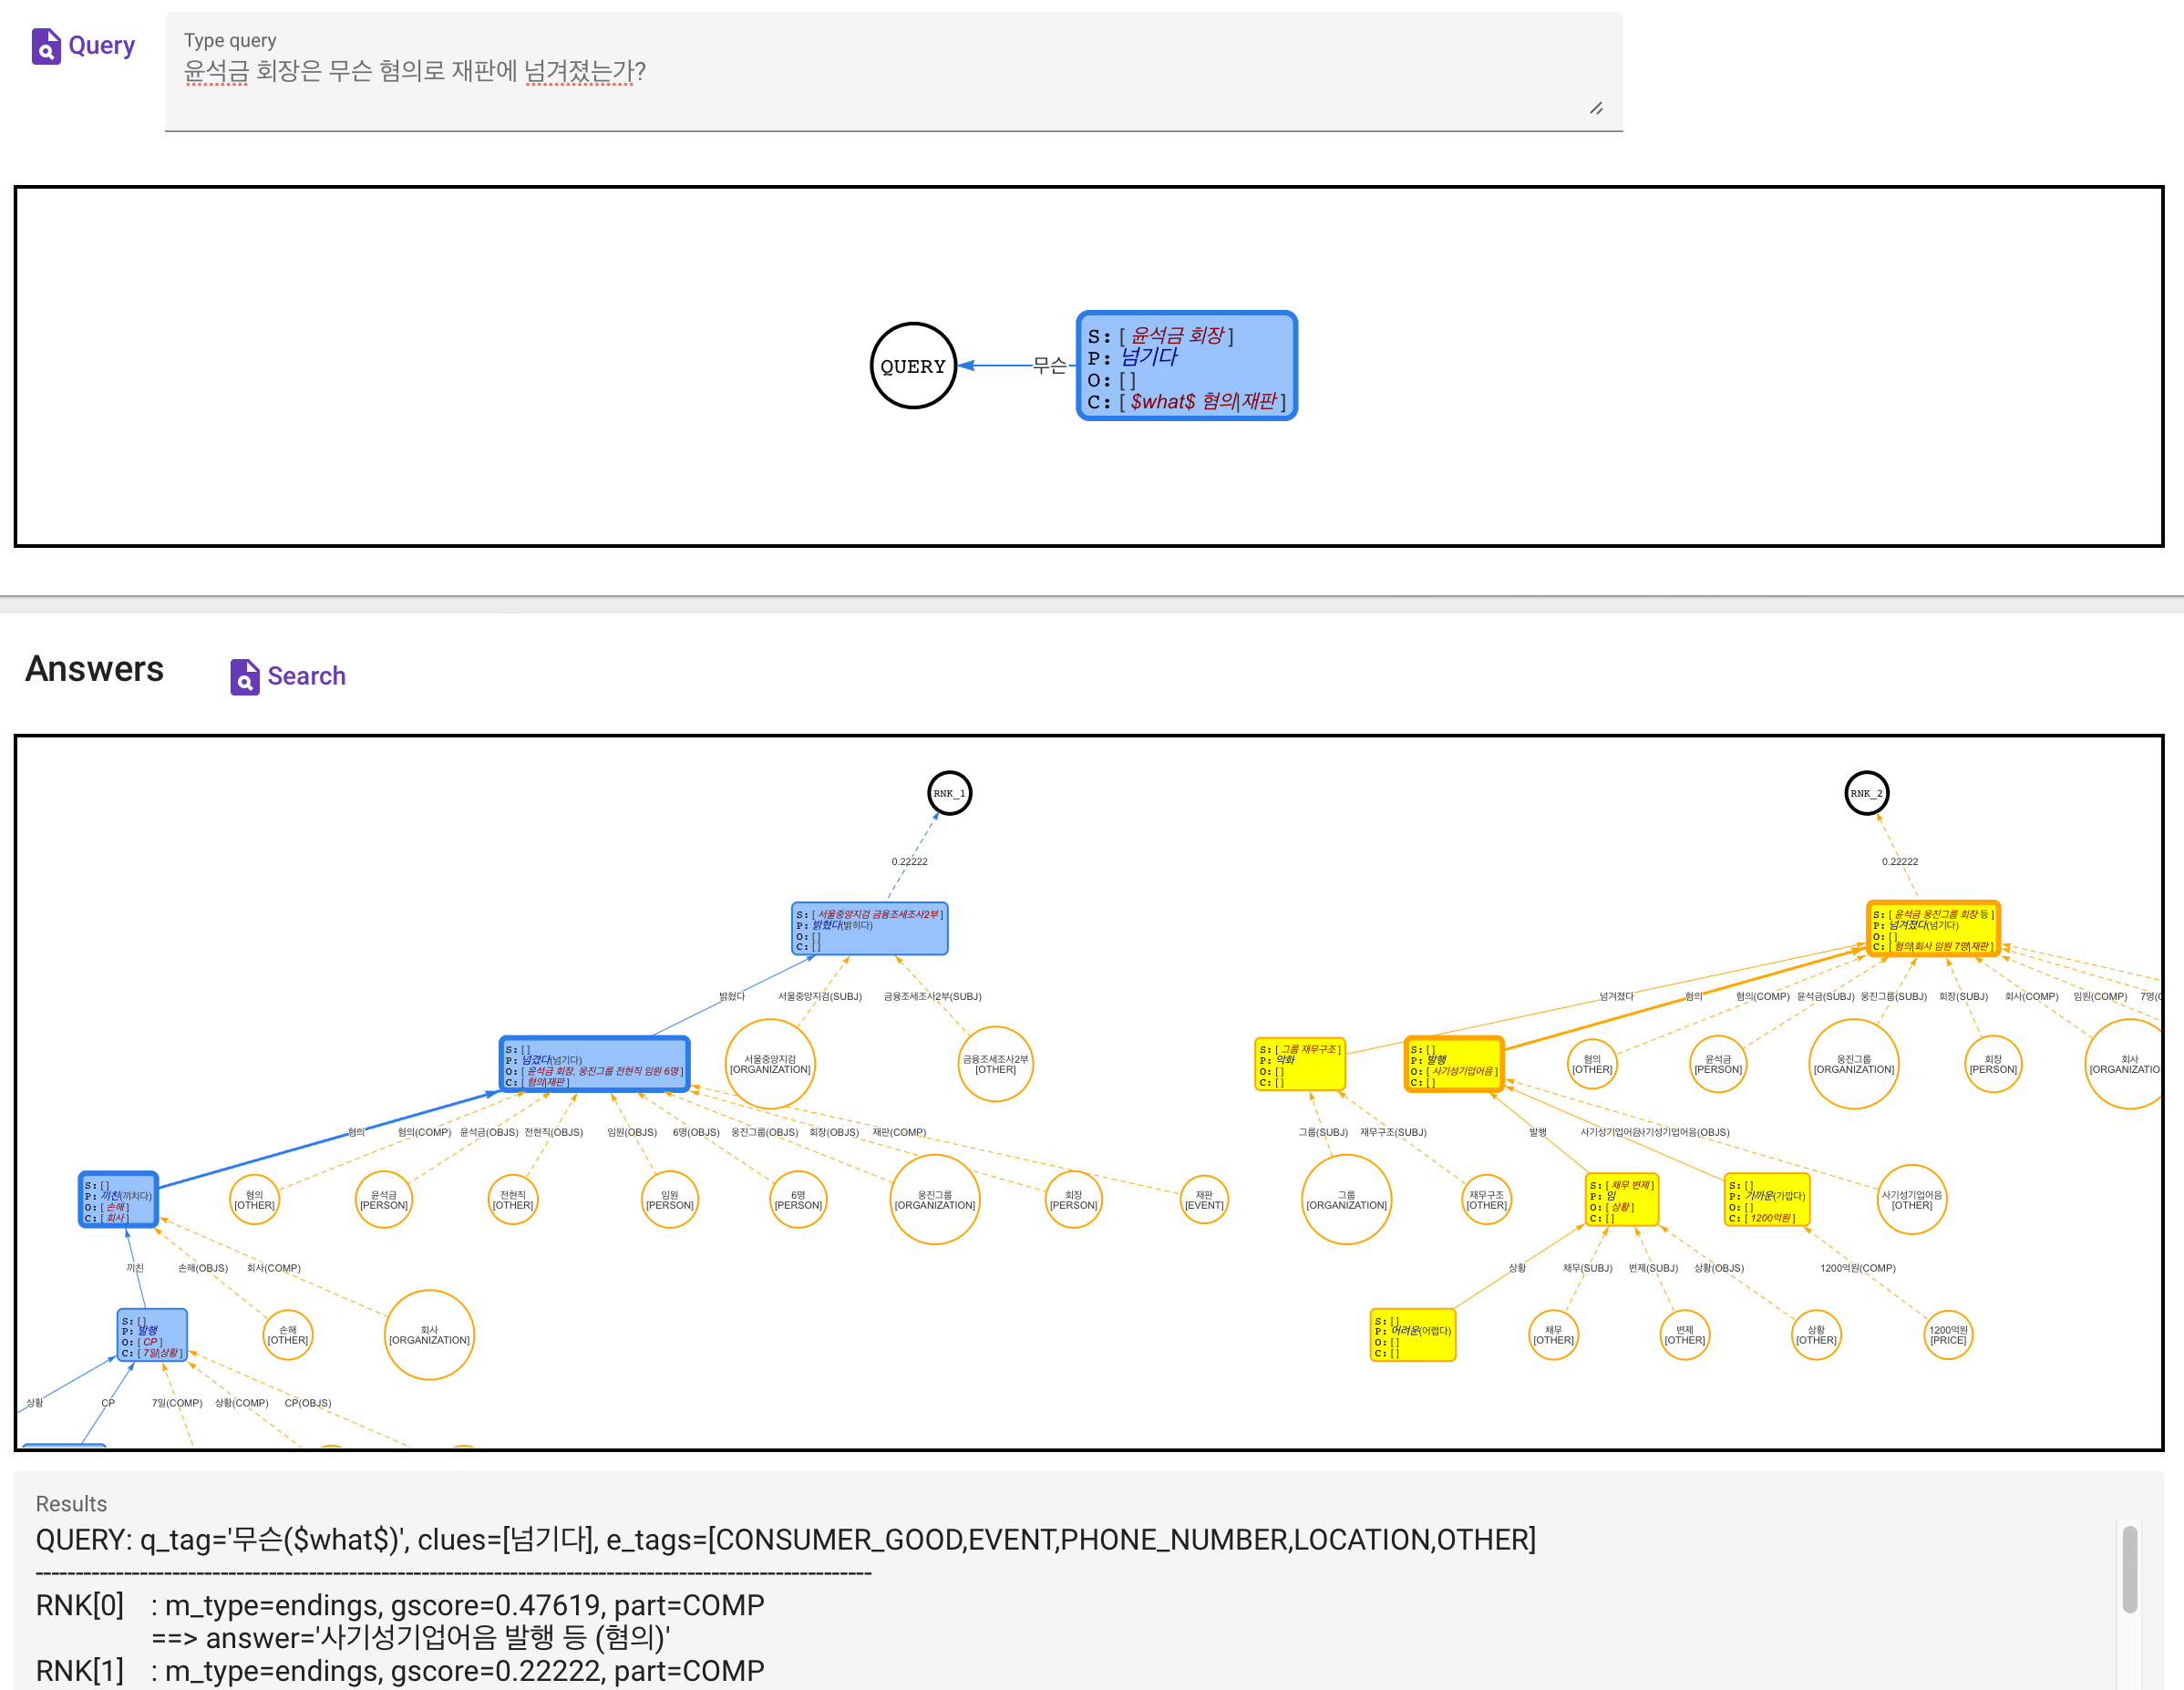 Query
Type query
윤석금 회장은 무슨 혐의로 재판에 넘겨졌는가?
QUERY
무슨
S: [ 윤석금 회장 ]
P: 넘기다
O: [ ]
C: [ $what$ 혐의|재판 ]
Answers
Search
RNK_1
RNK_2
0.22222
0.22222
S: [ 서울중앙지검 금융조세조사2부 ]
P: 밝혔다(밝히다)
O: [ ]
C: [ ]
S: [ 윤석금 웅진그룹 회장 등 ]
P: 넘겨졌다(넘기다)
O: [ ]
C: [ 혐의|회사 임원 7명|재판 ]
밝혔다
서울중앙지검(SUBJ)
금융조세조사2부(SUBJ)
넘겨졌다
혐의
혐의(COMP)
윤석금(SUBJ)
웅진그룹(SUBJ)
회장(SUBJ)
회사(COMP)
임원(COMP)
7명(C
S: [ ]
P: 넘겼다(넘기다)
O: [ 윤석금 회장, 웅진그룹 전현직 임원 6명 ]
C: [ 혐의|재판 ]
서울중앙지검
[ORGANIZATION]
금융조세조사2부
[OTHER]
S: [ 그룹 재무구조 ]
P: 악화
O: [ ]
C: [ ]
S: [ ]
P: 발행
O: [ 사기성기업어음 ]
C: [ ]
혐의
[OTHER]
윤석금
[PERSON]
웅진그룹
[ORGANIZATION]
회장
[PERSON]
회사
[ORGANIZATIO
혐의
혐의(COMP)
윤석금(OBJS)
전현직(OBJS)
임원(OBJS)
6명(OBJS)
웅진그룹(OBJS)
회장(OBJS)
재판(COMP)
그룹(SUBJ)
재무구조(SUBJ)
발행
사기성기업어음
사기성기업어음(OBJS)
S: [ ]
P: 끼친(끼치다)
O: [ 손해 ]
C: [ 회사 ]
혐의
[OTHER]
윤석금
[PERSON]
전현직
[OTHER]
임원
[PERSON]
6명
[PERSON]
웅진그룹
[ORGANIZATION]
회장
[PERSON]
재판
[EVENT]
그룹
[ORGANIZATION]
재무구조
[OTHER]
S: [ 채무 변제 ]
P: 임
O: [ 상황 ]
C: [ ]
S: [ ]
P: 가까운(가깝다)
O: [ ]
C: [ 1200억원 ]
사기성기업어음
[OTHER]
끼친
손해(OBJS)
회사(COMP)
상황
채무(SUBJ)
변제(SUBJ)
상황(OBJS)
1200억원(COMP)
S: [ ]
P: 발행
O: [ CP ]
C: [ 7일|상황 ]
손해
[OTHER]
회사
[ORGANIZATION]
S: [ ]
P: 어려운(어렵다)
O: [ ]
C: [ ]
채무
[OTHER]
변제
[OTHER]
상황
[OTHER]
1200억원
[PRICE]
상황
CP
7일(COMP)
상황(COMP)
CP(OBJS)
Results
QUERY: q_tag='무슨($what$)', clues=[넘기다], e_tags=[CONSUMER_GOOD,EVENT,PHONE_NUMBER,LOCATION,OTHER]
--------------------------------------------------------------------------------------------------------
RNK[0] : m_type=endings, gscore=0.47619, part=COMP
==> answer='사기성기업어음 발행 등 (혐의)'
RNK[1] : m_type=endings, gscore=0.22222, part=COMP